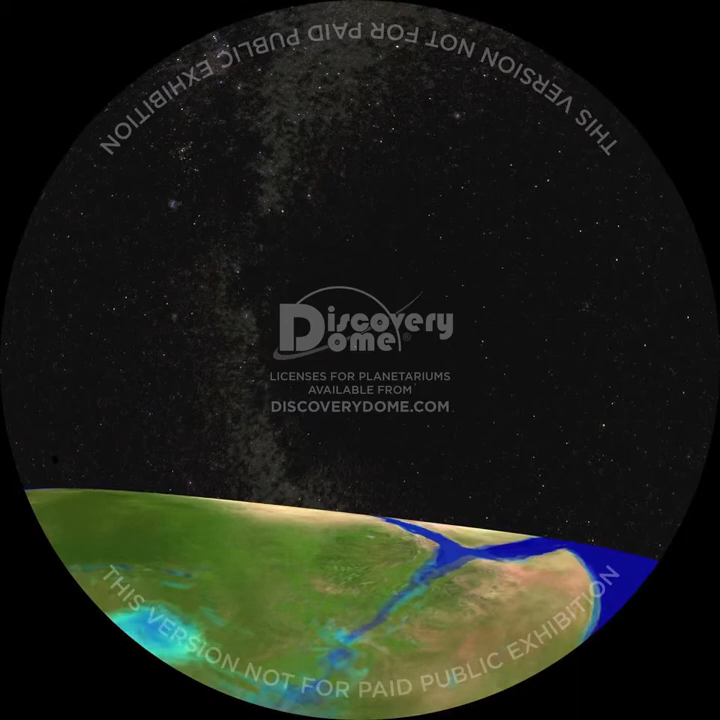 THIS VERSION NOT FOR PAID PUBLIC EXHIBITION
Discovery
Dome®
LICENSES FOR PLANETARIUMS
AVAILABLE FROM
DISCOVERYDOME.COM
THIS VERSION NOT FOR PAID PUBLIC EXHIBITION